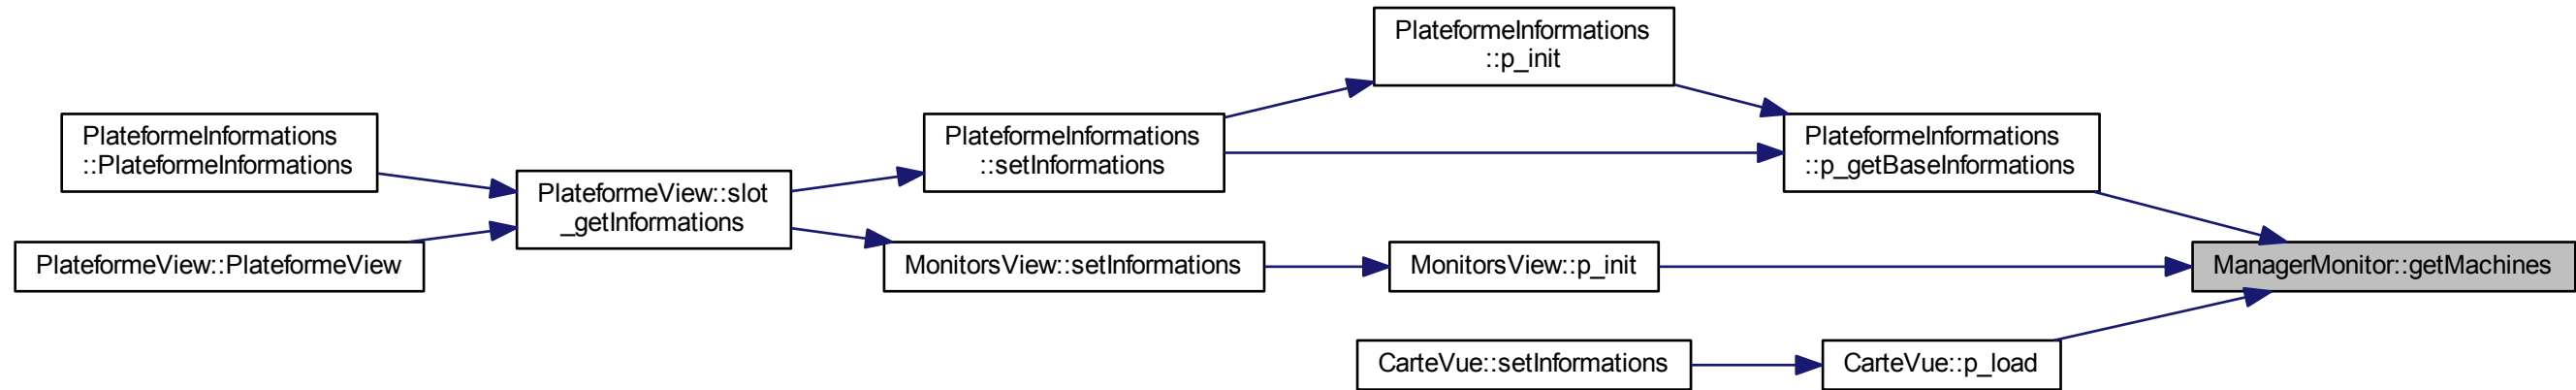 PlateformeInformations
::p_init
PlateformeInformations
::PlateformeInformations
PlateformeInformations
::setInformations
PlateformeInformations
::p_getBaseInformations
PlateformeView::slot
_getInformations
PlateformeView::PlateformeView
MonitorsView::setInformations
MonitorsView::p_init
ManagerMonitor::getMachines
CarteVue::setInformations
CarteVue::p_load